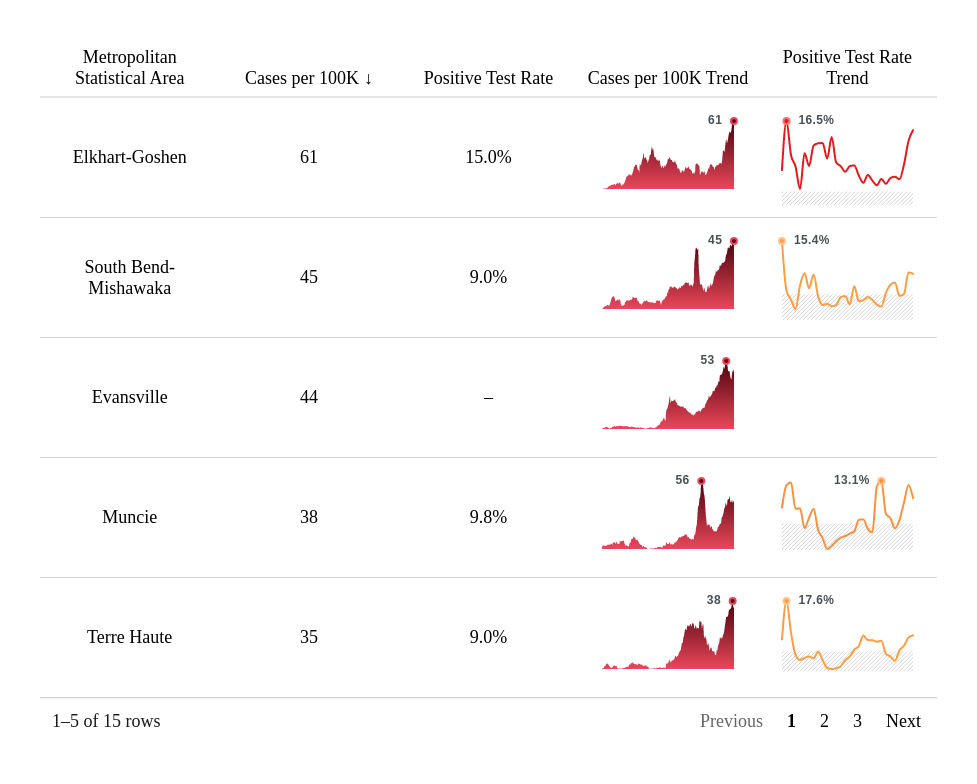 Metropolitan
Statistical Area
Cases per 100K ↓
Positive Test Rate
Cases per 100K Trend
Positive Test Rate
Trend
Elkhart-Goshen
61
15.0%
61
16.5%
South Bend-
Mishawaka
45
9.0%
45
15.4%
Evansville
44
–
53
Muncie
38
9.8%
56
13.1%
Terre Haute
35
9.0%
38
17.6%
1–5 of 15 rows
Previous 1 2 3 Next